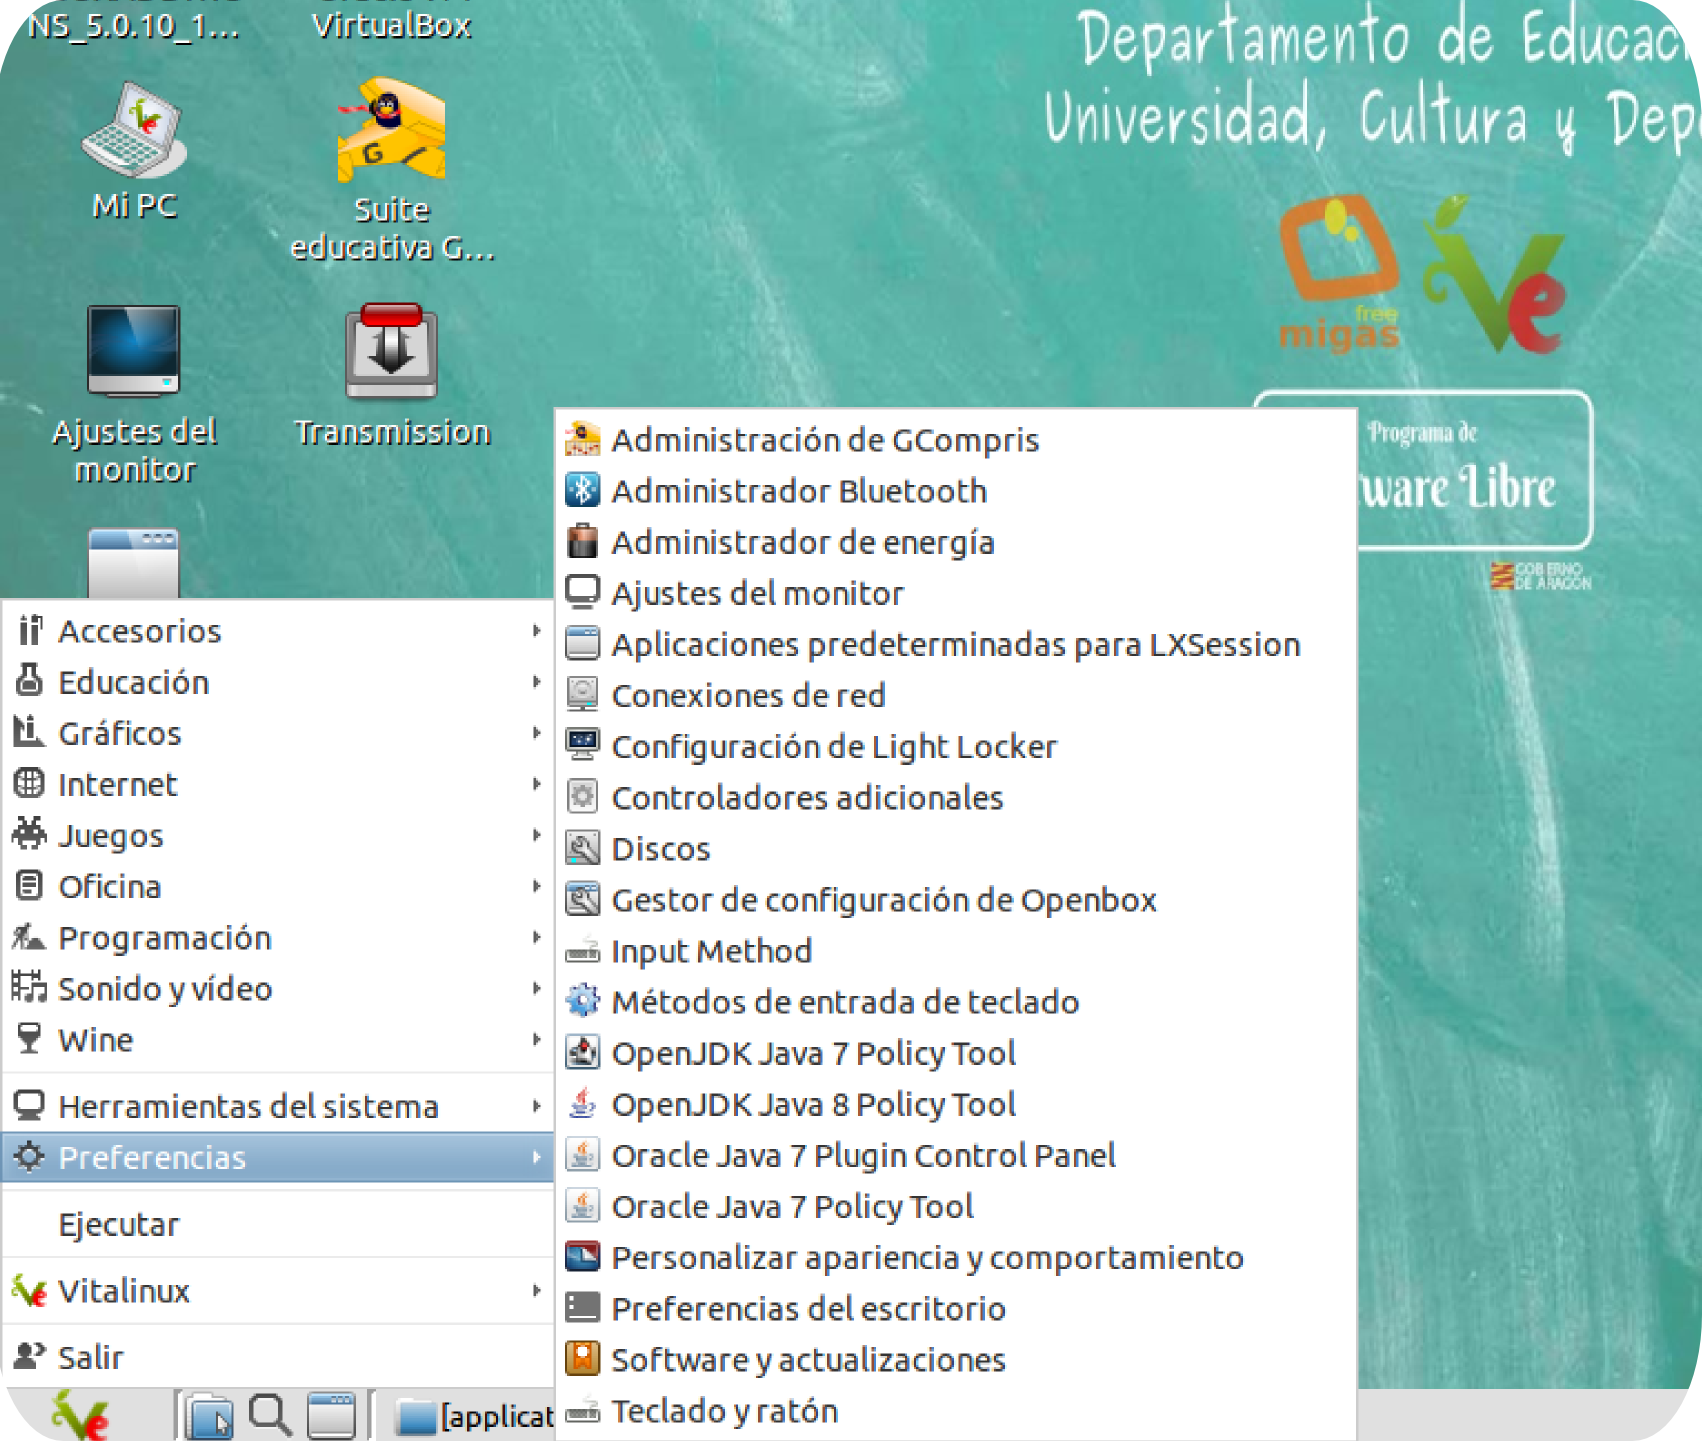 NS_5.0.10_1...
VirtualBox
Departamento de Educaci
Universidad, Cultura y Dep
Mi PC
Suite
educativa G...
G
free
migas
Ve
Ajustes del
monitor
Transmission
Programa de
ware Libre
GOBIERNO
DE ARAGON
Accesorios
Educación
Gráficos
Internet
Juegos
Oficina
Programación
Sonido y vídeo
Wine
Herramientas del sistema
Preferencias
Ejecutar
Vitalinux
Salir
Administración de GCompris
Administrador Bluetooth
Administrador de energía
Ajustes del monitor
Aplicaciones predeterminadas para LXSession
Conexiones de red
Configuración de Light Locker
Controladores adicionales
Discos
Gestor de configuración de Openbox
Input Method
Métodos de entrada de teclado
OpenJDK Java 7 Policy Tool
OpenJDK Java 8 Policy Tool
Oracle Java 7 Plugin Control Panel
Oracle Java 7 Policy Tool
Personalizar apariencia y comportamiento
Preferencias del escritorio
Software y actualizaciones
Teclado y ratón
[applicat